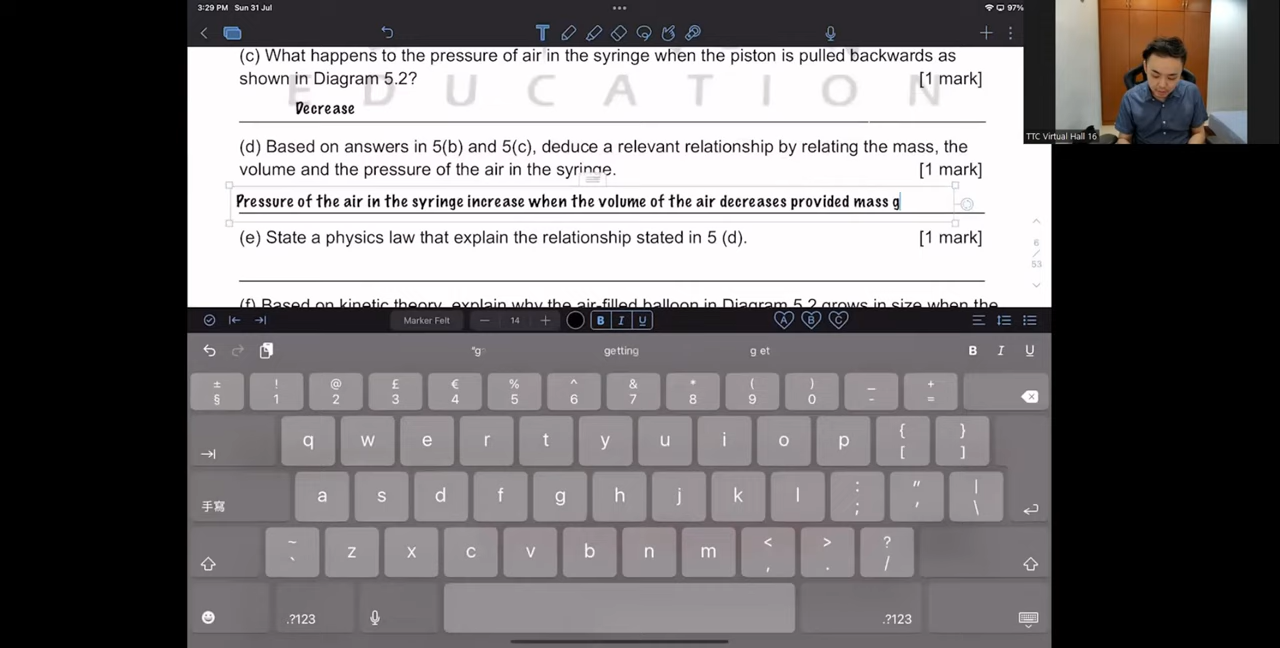 3:29 PM Sun 31 Jul
97%
(c) What happens to the pressure of air in the syringe when the piston is pulled backwards as
shown in Diagram 5.2? [1 mark]
EDUCATION
Decrease
TTC Virtual Hall 16
(d) Based on answers in 5(b) and 5(c), deduce a relevant relationship by relating the mass, the
volume and the pressure of the air in the syringe. [1 mark]
Pressure of the air in the syringe increase when the volume of the air decreases provided mass g
(e) State a physics law that explain the relationship stated in 5 (d). [1 mark]
6
/
53
(f) Based on kinetic theory, explain why the air-filled balloon in Diagram 5.2 grows in size when the
Marker Felt - 14 + B I U A B C
"g getting g et B I U
± ! @ £ € % ^ & * ( ) _ +
§ 1 2 3 4 5 6 7 8 9 0 - =
q w e r t y u i o p { [ } ]
手寫 a s d f g h j k l : ; " ' | \
~ ` z x c v b n m < , > . ? /
.?123 .?123